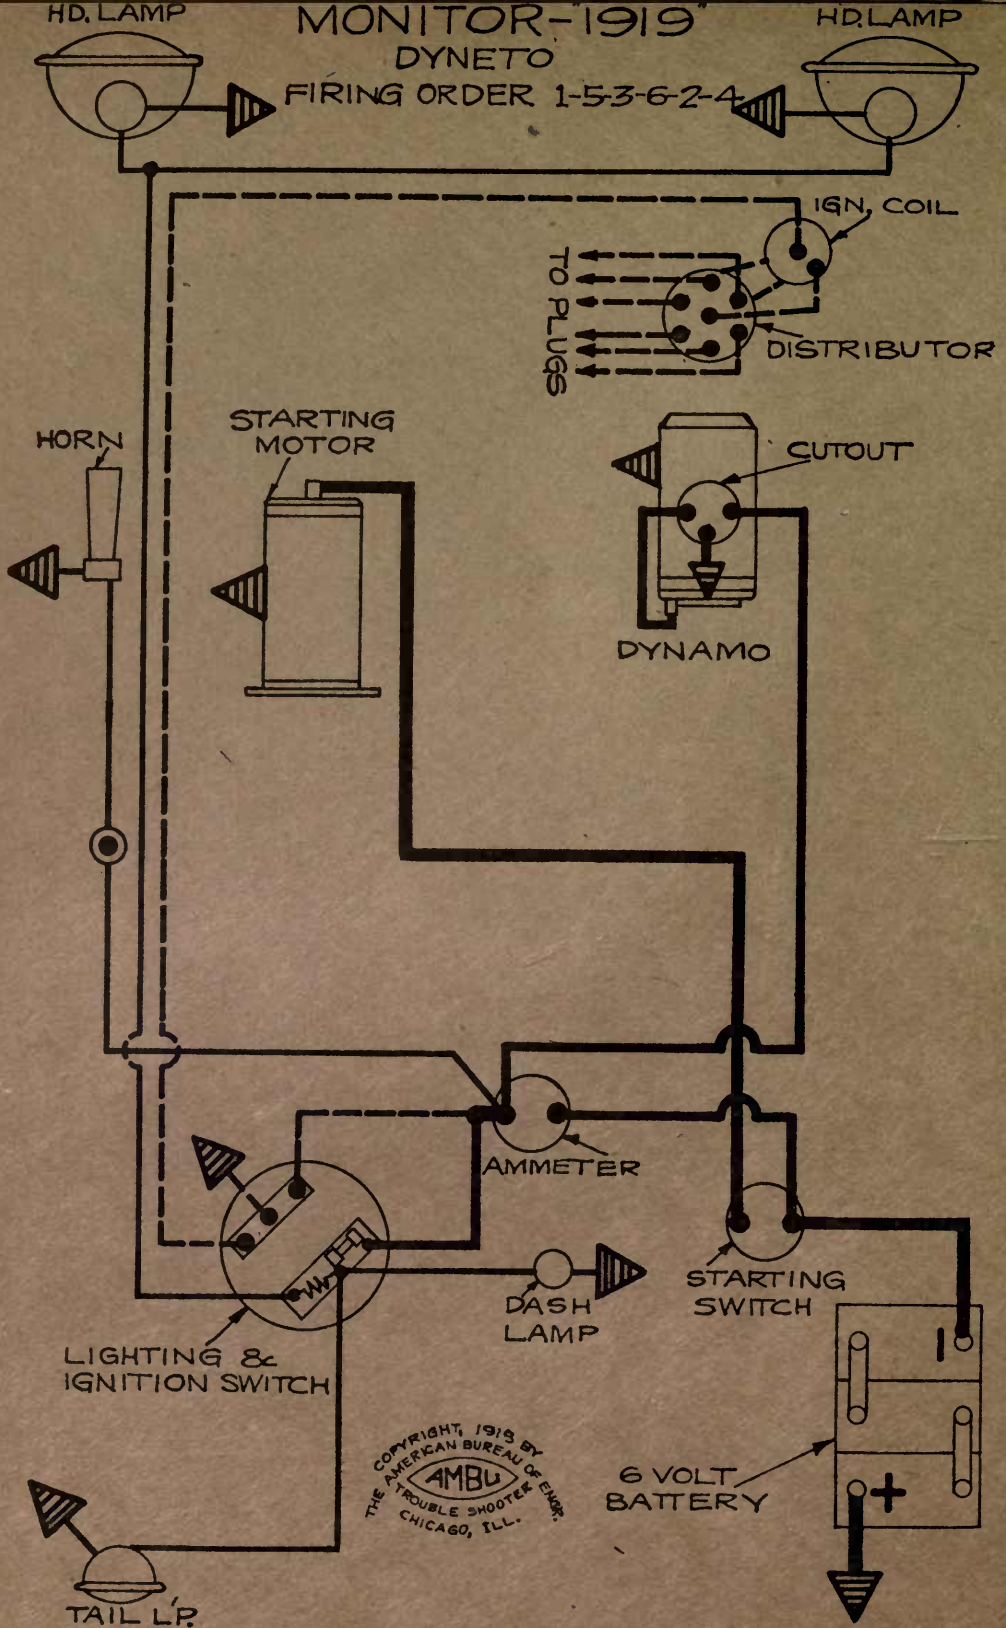 MONITOR-"1919"
DYNETO
FIRING ORDER 1-5-3-6-2-4
HD. LAMP
HD. LAMP
IGN. COIL
TO PLUGS
DISTRIBUTOR
HORN
STARTING
MOTOR
CUTOUT
DYNAMO
AMMETER
STARTING
SWITCH
DASH
LAMP
LIGHTING &
IGNITION SWITCH
6 VOLT
BATTERY
-
+
COPYRIGHT, 1919 BY
THE AMERICAN BUREAU OF ENGR.
AMBU
TROUBLE SHOOTER
CHICAGO, ILL.
TAIL L'P.